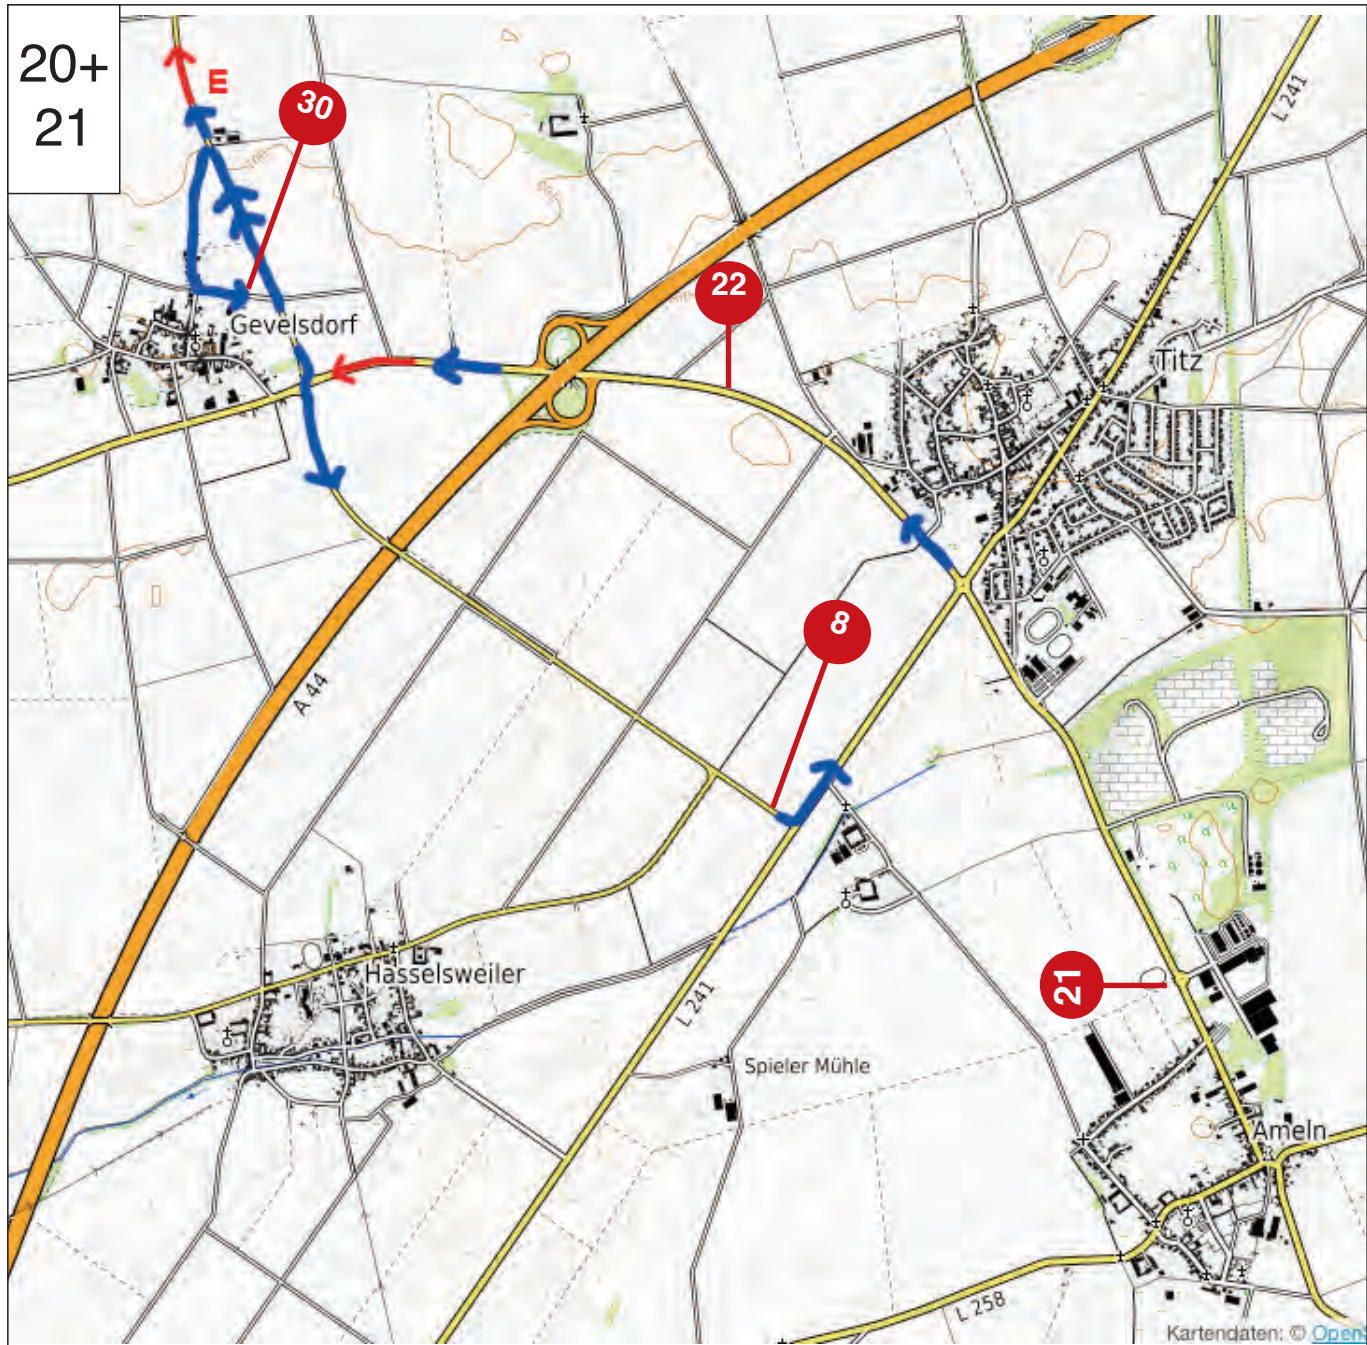 20+
21
E
30
L 241
22
Gevelsdorf
Titz
8
A 44
Hasselsweiler
21
L 241
Spieler Mühle
Ameln
L 258
Kartendaten: © Open